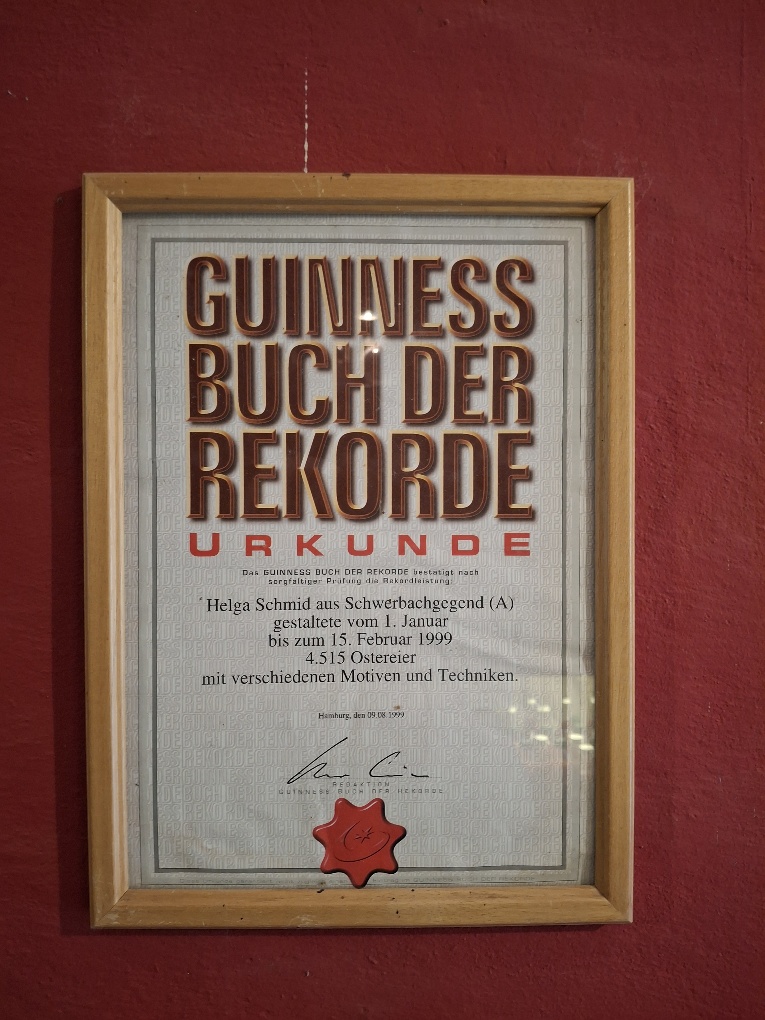 GUINNESS
BUCH DER
REKORDE
URKUNDE
Das GUINNESS BUCH DER REKORDE bestätigt nach
sorgfältiger Prüfung die Rekordleistung:
Helga Schmid aus Schwerbachgegend (A)
gestaltete vom 1. Januar
bis zum 15. Februar 1999
4.515 Ostereier
mit verschiedenen Motiven und Techniken.
Hamburg, den 09.08.1999
REDAKTION
GUINNESS BUCH DER REKORDE